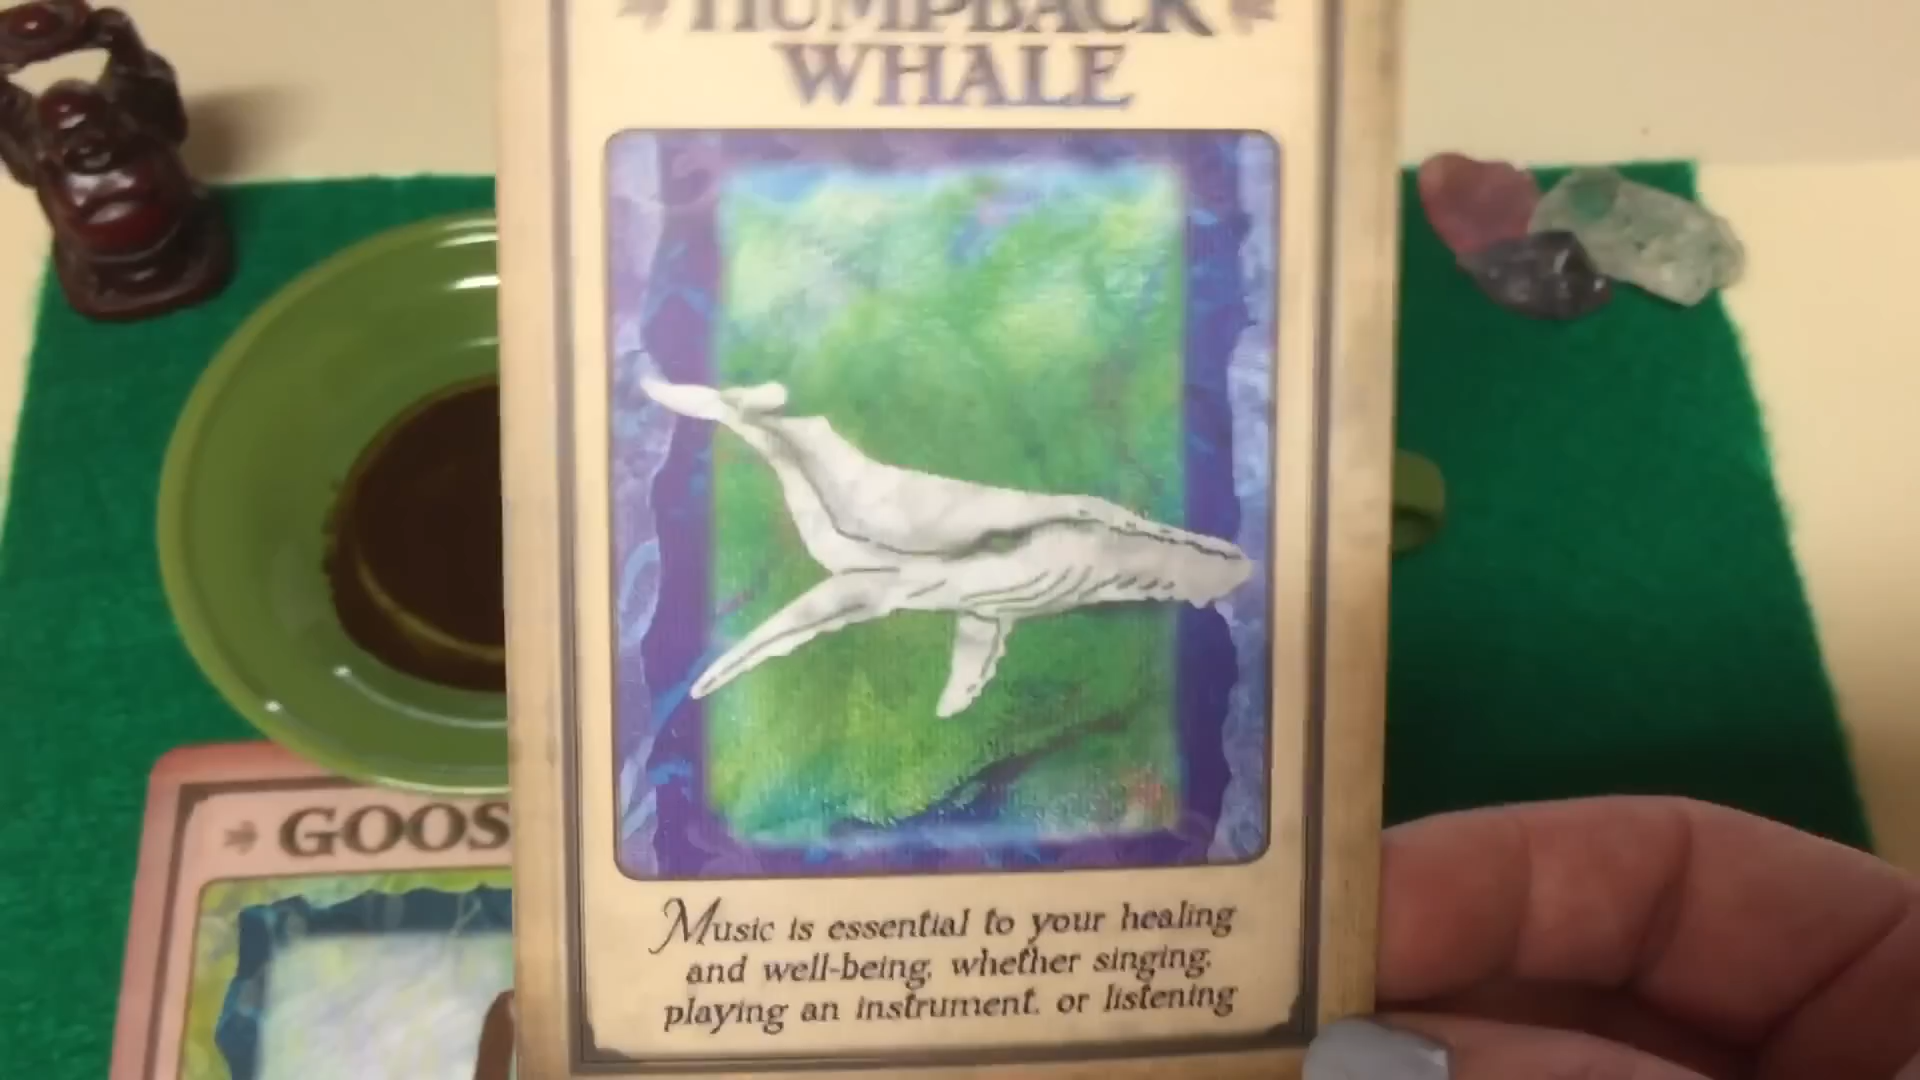 HUMPBACK
WHALE
Music is essential to your healing
and well-being, whether singing,
playing an instrument, or listening
GOOS